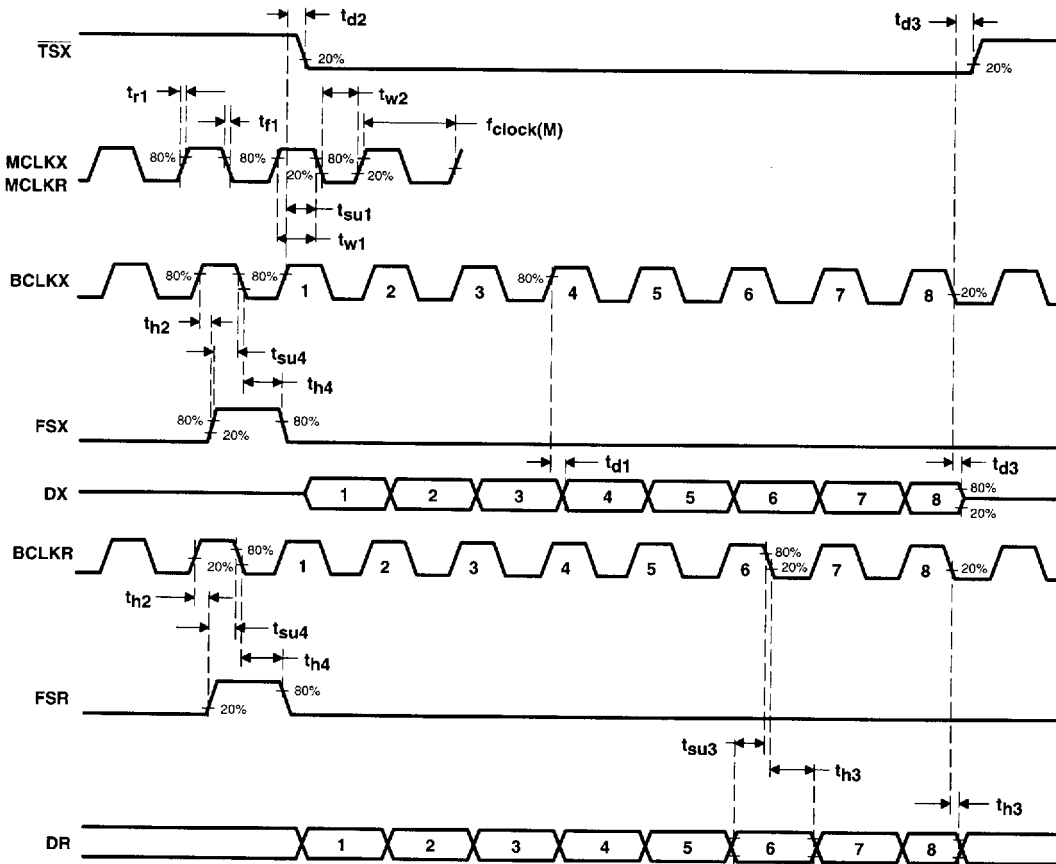 td2 td3
TSX 20% 20%
tr1 tf1 tw2 fclock(M)
MCLKX 80% 80% 80% 80%
MCLKR 20% 20%
tsu1
tw1
BCLKX 80% 80% 1 2 3 80% 4 5 6 7 8 20%
th2 tsu4
th4
FSX 80% 20% 80%
td1 td3
DX 1 2 3 4 5 6 7 8 80%
20%
BCLKR 20% 80% 1 2 3 4 5 6 80% 20% 7 8 20%
th2 tsu4
th4
FSR 20% 80%
tsu3 th3
th3
DR 1 2 3 4 5 6 7 8